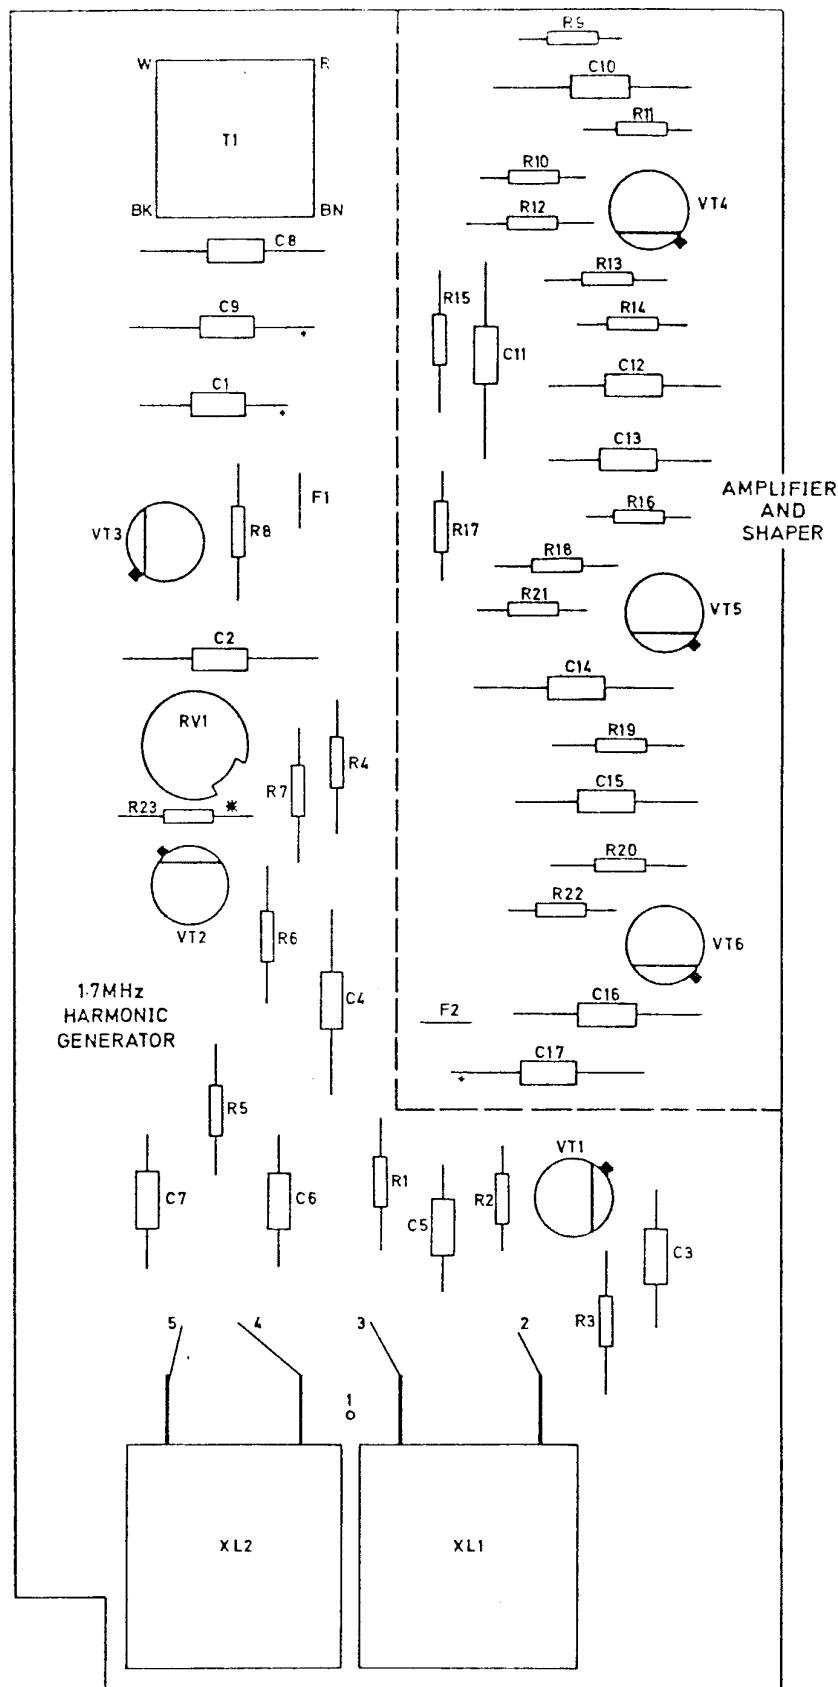 R9
W
R
C10
T1
R11
R10
BK
BN
R12
VT4
C8
R13
R15
C9
R14
C11
C12
C1
C13
AMPLIFIER
AND
SHAPER
F1
R16
VT3
R8
R17
R18
R21
VT5
C2
C14
RV1
R19
R4
R7
C15
R23 *
R20
R22
VT2
R6
VT6
1.7MHz
HARMONIC
GENERATOR
C4
C16
F2
C17
R5
VT1
C7
C6
R1
C5
R2
C3
R3
5
4
3
2
1
XL2
XL1